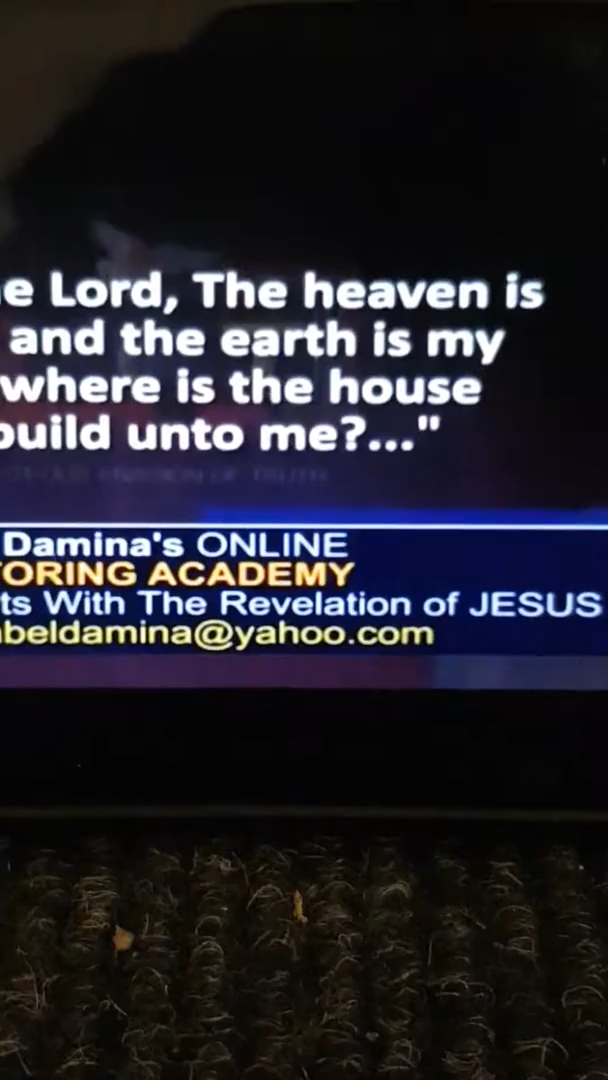 Lord, The heaven is
and the earth is my
where is the house
build unto me?..."
Damina's ONLINE
ORING ACADEMY
ts With The Revelation of JESUS
abeldamina@yahoo.com